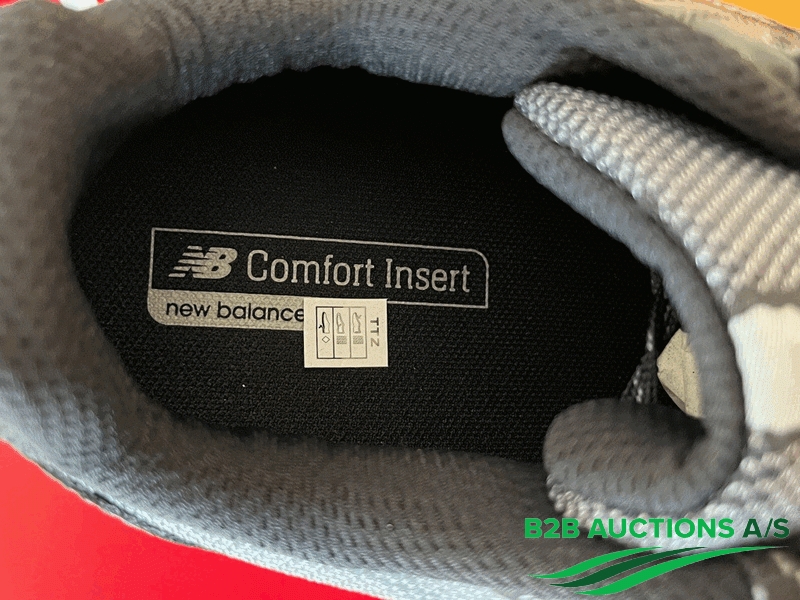 NB Comfort Insert
new balance
TTZ
B2B AUCTIONS A/S